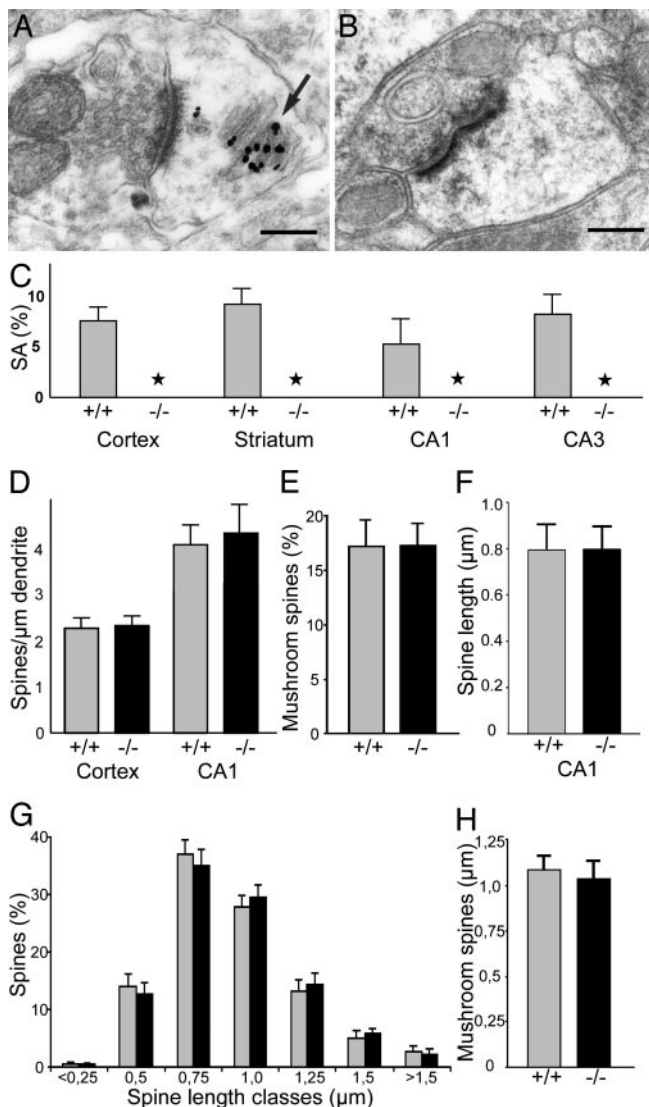 A
B
C
SA (%)
10
5
0
+/+ -/- +/+ -/- +/+ -/- +/+ -/-
Cortex Striatum CA1 CA3
D
Spines/µm dendrite
4
3
2
1
0
+/+ -/- +/+ -/-
Cortex CA1
E
Mushroom spines (%)
20
15
10
5
0
+/+ -/-
F
Spine length (µm)
1.0
0.8
0.6
0.4
0.2
0
+/+ -/-
CA1
G
Spines (%)
40
30
20
10
0
<0,25 0,5 0,75 1,0 1,25 1,5 >1,5
Spine length classes (µm)
H
Mushroom spines (µm)
1,25
1,0
0,75
0,5
0,25
0
+/+ -/-